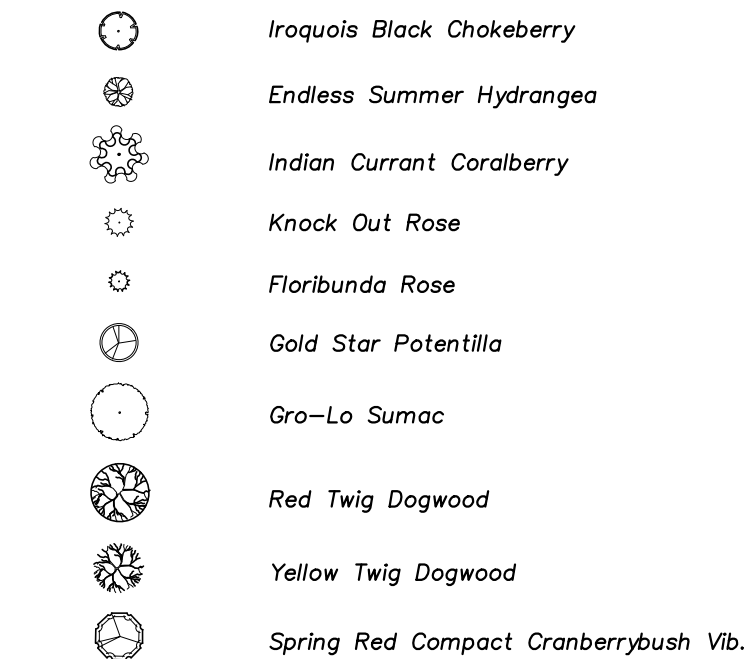 Iroquois Black Chokeberry
Endless Summer Hydrangea
Indian Currant Coralberry
Knock Out Rose
Floribunda Rose
Gold Star Potentilla
Gro-Lo Sumac
Red Twig Dogwood
Yellow Twig Dogwood
Spring Red Compact Cranberrybush Vib.